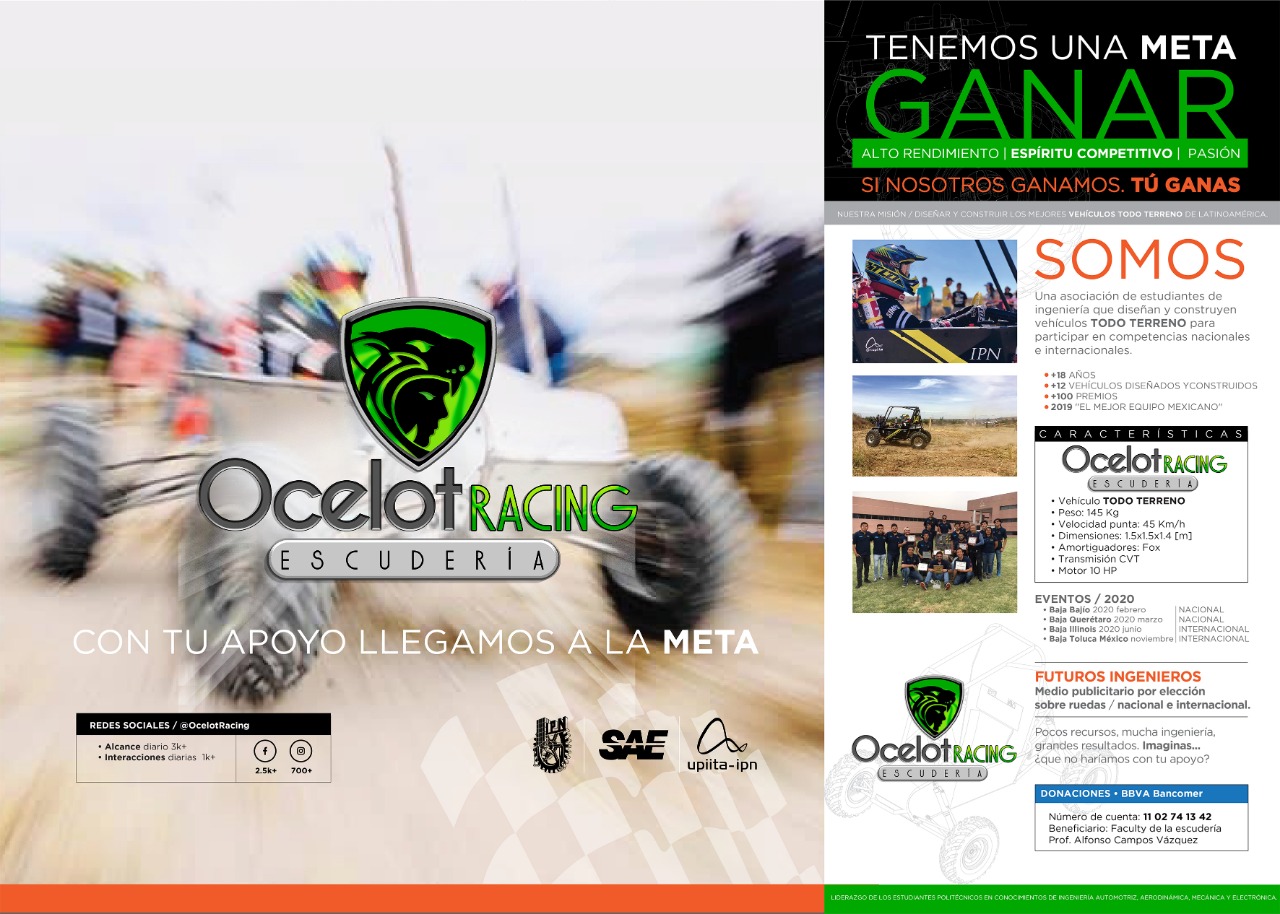 Ocelot RACING
ESCUDERÍA
CON TU APOYO LLEGAMOS A LA META
REDES SOCIALES / @OcelotRacing
• Alcance diario 3k+
• Interacciones diarias 1k+
2.5k+ 700+
IPN
SAE
upiita-ipn
TENEMOS UNA META
GANAR
ALTO RENDIMIENTO | ESPÍRITU COMPETITIVO | PASIÓN
SI NOSOTROS GANAMOS. TÚ GANAS
NUESTRA MISIÓN / DISEÑAR Y CONSTRUIR LOS MEJORES VEHÍCULOS TODO TERRENO DE LATINOAMÉRICA.
IPN
SOMOS
Una asociación de estudiantes de
ingeniería que diseñan y construyen
vehículos TODO TERRENO para
participar en competencias nacionales
e internacionales.
• +18 AÑOS
• +12 VEHÍCULOS DISEÑADOS YCONSTRUIDOS
• +100 PREMIOS
• 2019 "EL MEJOR EQUIPO MEXICANO"
CARACTERÍSTICAS
Ocelot RACING
ESCUDERÍA
• Vehículo TODO TERRENO
• Peso: 145 Kg
• Velocidad punta: 45 Km/h
• Dimensiones: 1.5x1.5x1.4 [m]
• Amortiguadores: Fox
• Transmisión CVT
• Motor 10 HP
EVENTOS / 2020
• Baja Bajío 2020 febrero | NACIONAL
• Baja Querétaro 2020 marzo | NACIONAL
• Baja Illinois 2020 junio | INTERNACIONAL
• Baja Toluca México noviembre | INTERNACIONAL
FUTUROS INGENIEROS
Medio publicitario por elección
sobre ruedas / nacional e internacional.
Ocelot RACING
ESCUDERÍA
Pocos recursos, mucha ingeniería,
grandes resultados. Imaginas...
¿que no haríamos con tu apoyo?
DONACIONES • BBVA Bancomer
Número de cuenta: 11 02 74 13 42
Beneficiario: Faculty de la escudería
Prof. Alfonso Campos Vázquez
LIDERAZGO DE LOS ESTUDIANTES POLITÉCNICOS EN CONOCIMIENTOS DE INGENIERÍA AUTOMOTRIZ, AERODINÁMICA, MECÁNICA Y ELECTRÓNICA.